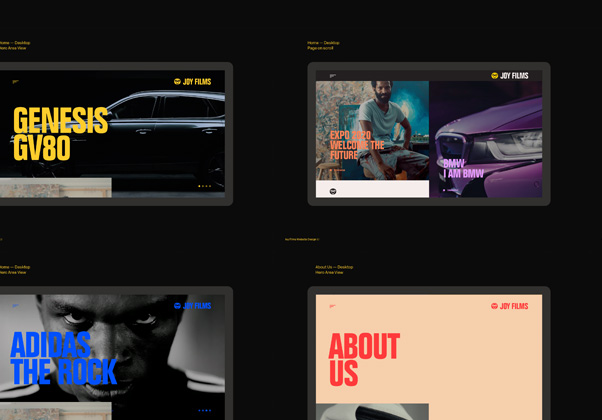 Home — Desktop
Hero Area View
JOY FILMS
GENESIS
GV80
Home — Desktop
Page on scroll
JOY FILMS
EXPO 2020
WELCOME THE
FUTURE
BMW
I AM BMW
Joy Films Website Design ©
Home — Desktop
Hero Area View
JOY FILMS
ADIDAS
THE ROCK
About Us — Desktop
Hero Area View
JOY FILMS
ABOUT
US